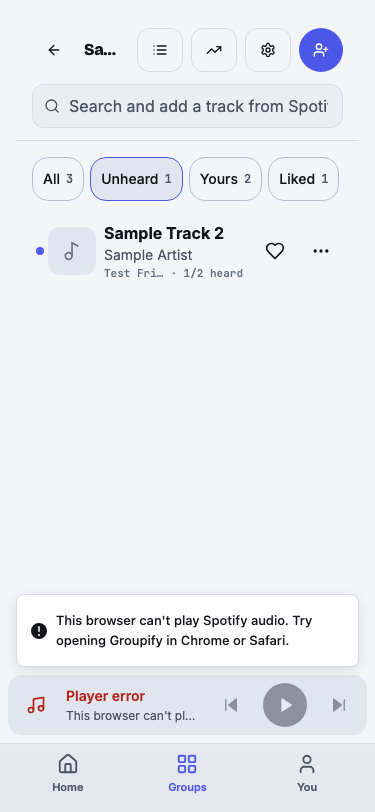 Sa...
Search and add a track from Spoti
All 3
Unheard 1
Yours 2
Liked 1
Sample Track 2
Sample Artist
Test Fri… · 1/2 heard
This browser can't play Spotify audio. Try
opening Groupify in Chrome or Safari.
Player error
This browser can't pl...
Home
Groups
You